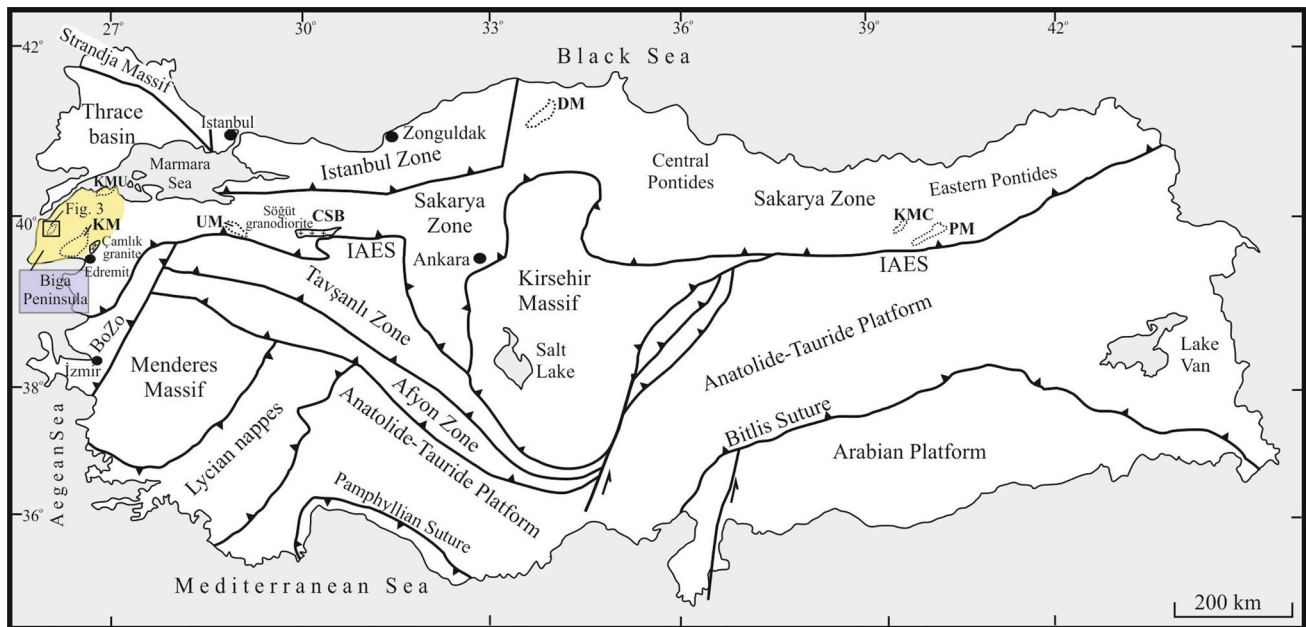 27°
30°
33°
36°
39°
42°
42°
40°
38°
36°
Black Sea
Strandja Massif
Thrace
basin
Istanbul
Zonguldak
DM
Istanbul Zone
Marmara
Sea
KMU
Central
Pontides
Sakarya Zone
Eastern Pontides
Fig. 3
KM
Çamlık
granite
Edremit
Biga
Peninsula
UM
Söğüt
granodiorite
CSB
Sakarya
Zone
IAES
Ankara
KMC
PM
IAES
Kirsehir
Massif
Tavşanlı Zone
BoZo
İzmir
Menderes
Massif
Salt
Lake
Anatolide-Tauride Platform
Lake
Van
Afyon Zone
Lycian nappes
Anatolide-Tauride Platform
Bitlis Suture
Arabian Platform
Pamphyllian Suture
AegeanSea
Mediterranean Sea
200 km